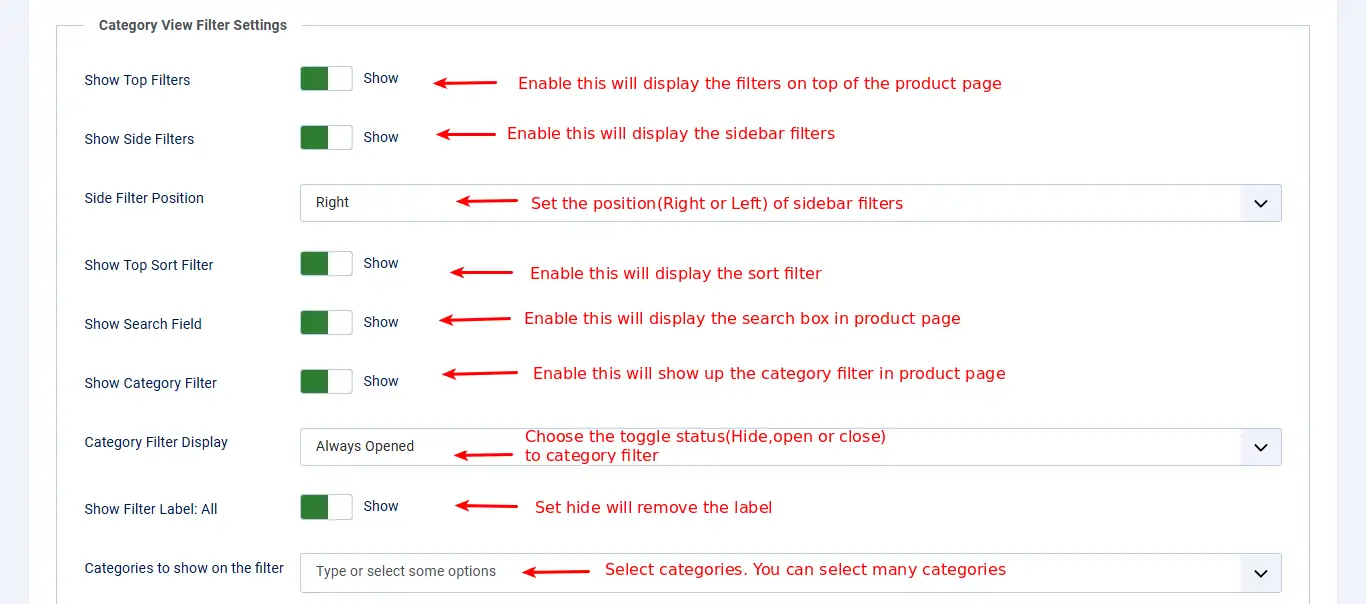 Category View Filter Settings
Show Top Filters Show Enable this will display the filters on top of the product page
Show Side Filters Show Enable this will display the sidebar filters
Side Filter Position Right Set the position(Right or Left) of sidebar filters
Show Top Sort Filter Show Enable this will display the sort filter
Show Search Field Show Enable this will display the search box in product page
Show Category Filter Show Enable this will show up the category filter in product page
Category Filter Display Always Opened Choose the toggle status(Hide,open or close)
to category filter
Show Filter Label: All Show Set hide will remove the label
Categories to show on the filter Type or select some options Select categories. You can select many categories